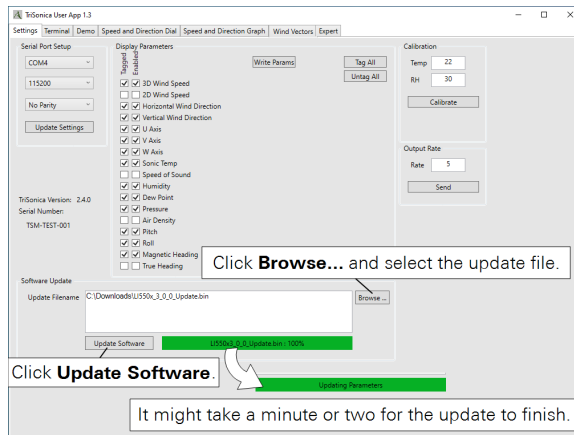 TriSonica User App 1.3
Settings Terminal Demo Speed and Direction Dial Speed and Direction Graph Wind Vectors Expert
Serial Port Setup
COM4
115200
No Parity
Update Settings
TriSonica Version: 2.4.0
Serial Number:
TSM-TEST-001
Display Parameters
Tagged
Enabled
Write Params
Tag All
Untag All
3D Wind Speed
2D Wind Speed
Horizontal Wind Direction
Vertical Wind Direction
U Axis
V Axis
W Axis
Sonic Temp
Speed of Sound
Humidity
Dew Point
Pressure
Air Density
Pitch
Roll
Magnetic Heading
True Heading
Calibration
Temp 22
RH 30
Calibrate
Output Rate
Rate 5
Send
Click Browse... and select the update file.
Software Update
Update Filename C:\Downloads\LI550x_3_0_0_Update.bin
Browse ...
Update Software LI550x3_0_0_Update.bin : 100%
Click Update Software.
Updating Parameters
It might take a minute or two for the update to finish.